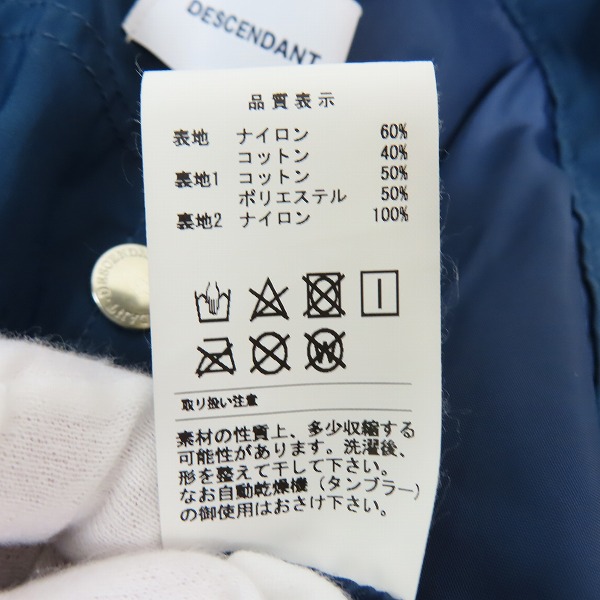 DESCENDANT
品質表示
表地 ナイロン 60%
コットン 40%
裏地1 コットン 50%
ポリエステル 50%
裏地2 ナイロン 100%
W
取り扱い注意
素材の性質上、多少収縮する
可能性があります。洗濯後、
形を整えて干して下さい。
なお自動乾燥機（タンブラー）
の御使用はおさけ下さい。